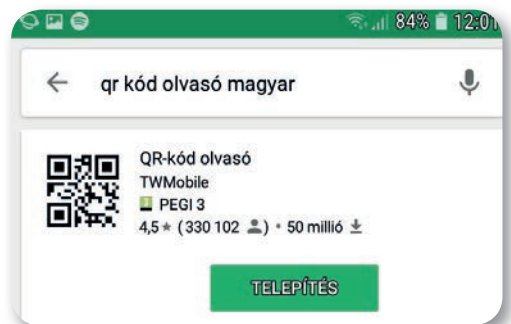 84% 12:01
qr kód olvasó magyar
QR-kód olvasó
TWMobile
PEGI 3
4,5 ★ (330 102 👤) • 50 millió ⬇
TELEPÍTÉS